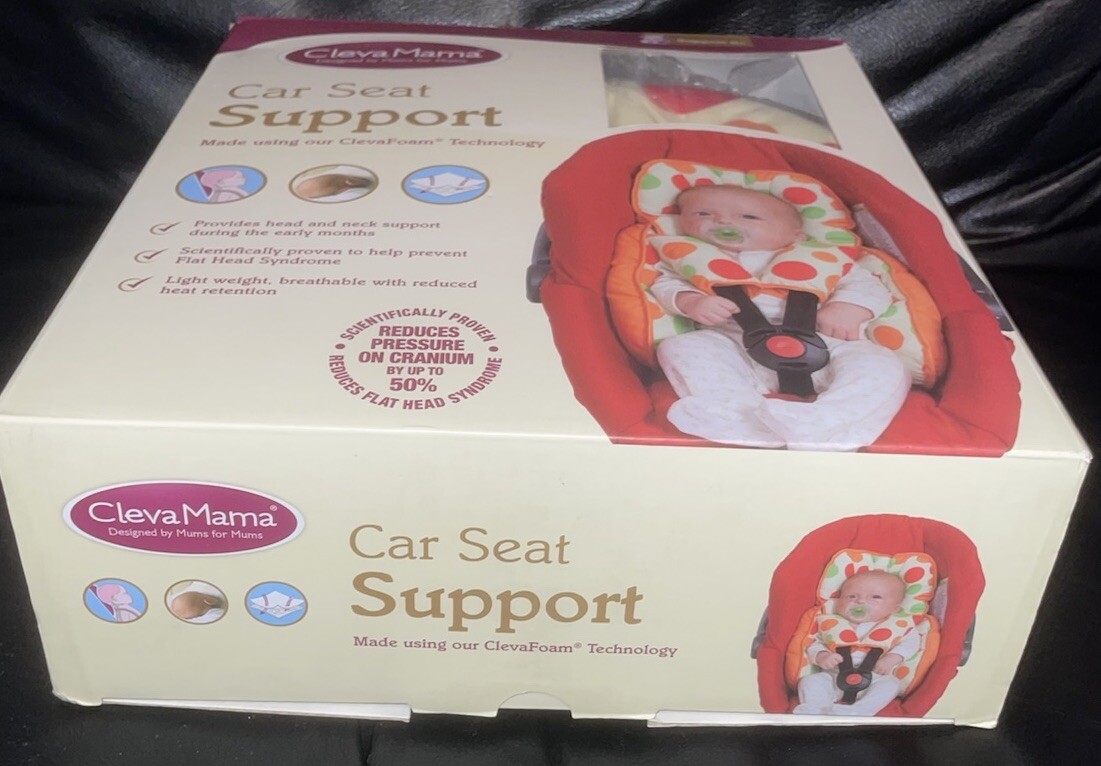 ClevaMama
Designed by Mums for Mums
Car Seat
Support
Made using our ClevaFoam® Technology
Provides head and neck support
during the early months
Scientifically proven to help prevent
Flat Head Syndrome
Light weight, breathable with reduced
heat retention
• SCIENTIFICALLY PROVEN •
REDUCES
PRESSURE
ON CRANIUM
BY UP TO
50%
REDUCES FLAT HEAD SYNDROME
ClevaMama®
Designed by Mums for Mums
Car Seat
Support
Made using our ClevaFoam® Technology